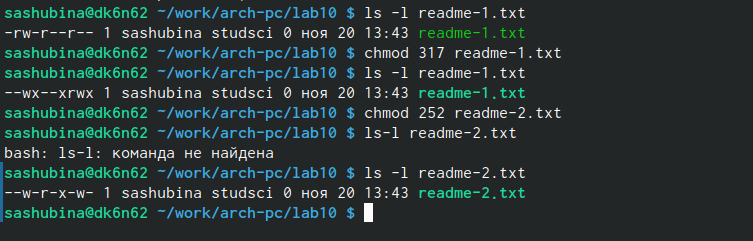 sashubina@dk6n62 ~/work/arch-pc/lab10 $ ls -l readme-1.txt
-rw-r--r-- 1 sashubina studsci 0 ноя 20 13:43 readme-1.txt
sashubina@dk6n62 ~/work/arch-pc/lab10 $ chmod 317 readme-1.txt
sashubina@dk6n62 ~/work/arch-pc/lab10 $ ls -l readme-1.txt
--wx--xrwx 1 sashubina studsci 0 ноя 20 13:43 readme-1.txt
sashubina@dk6n62 ~/work/arch-pc/lab10 $ chmod 252 readme-2.txt
sashubina@dk6n62 ~/work/arch-pc/lab10 $ ls-l readme-2.txt
bash: ls-l: команда не найдена
sashubina@dk6n62 ~/work/arch-pc/lab10 $ ls -l readme-2.txt
--w-r-x-w- 1 sashubina studsci 0 ноя 20 13:43 readme-2.txt
sashubina@dk6n62 ~/work/arch-pc/lab10 $